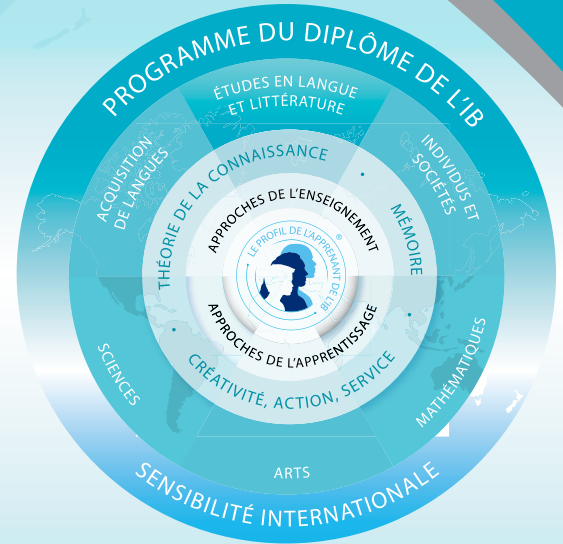 PROGRAMME DU DIPLÔME DE L'IB
ÉTUDES EN LANGUE
ET LITTÉRATURE
ACQUISITION
DE LANGUES
INDIVIDUS ET
SOCIÉTÉS
THÉORIE DE LA CONNAISSANCE
MÉMOIRE
APPROCHES DE L'ENSEIGNEMENT
LE PROFIL DE L'APPRENANT DE L'IB
®
APPROCHES DE L'APPRENTISSAGE
CRÉATIVITÉ, ACTION, SERVICE
SCIENCES
MATHÉMATIQUES
ARTS
SENSIBILITÉ INTERNATIONALE